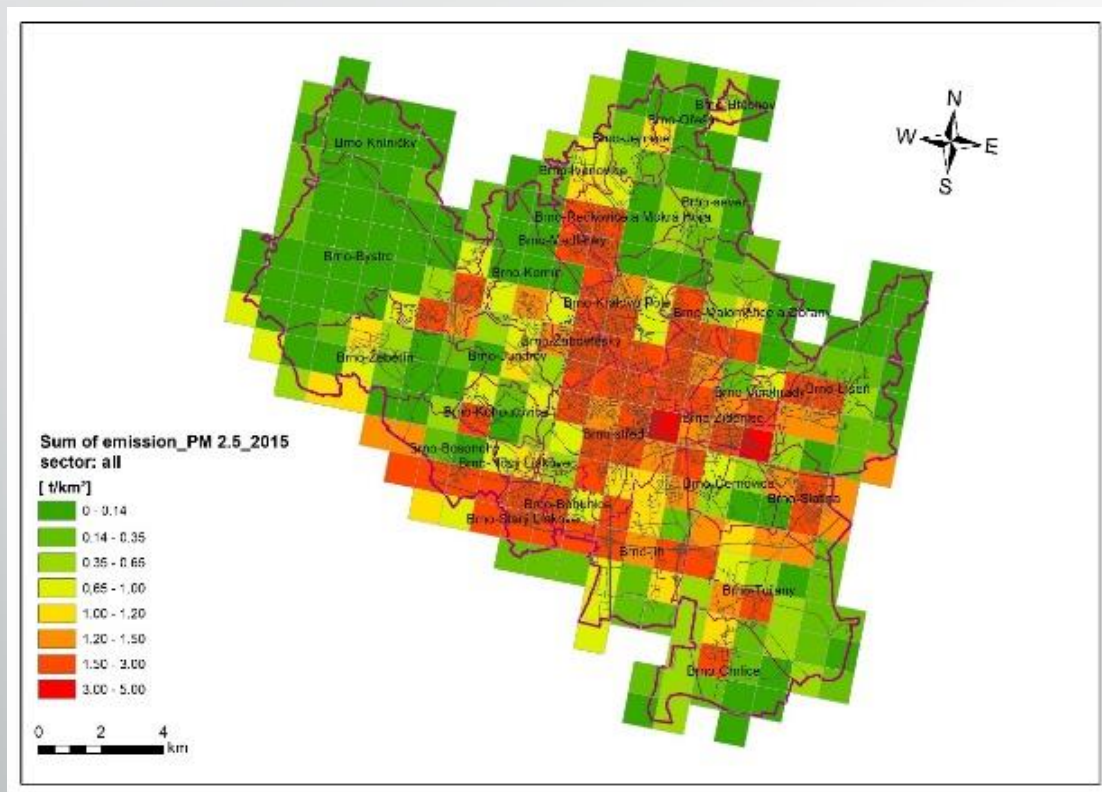 N
W E
S
Brno-Kníničky
Brno-Ivanovice
Brno-sever
Brno-Řečkovice a Mokrá Hora
Brno-Medlánky
Brno-Bystrc
Brno-Komín
Brno-Královo Pole
Brno-Maloměřice a Obřany
Brno-Žabovřesky
Brno-Žebětín
Brno-Jundrov
Brno-Vinohrady
Brno-Líšeň
Brno-Kohoutovice
Brno-Židenice
Brno-střed
Brno-Bosonohy
Brno-Nový Lískovec
Brno-Černovice
Brno-Slatina
Brno-Bohunice
Brno-Starý Lískovec
Brno-jih
Brno-Tuřany
Brno-Chrlice
Sum of emission_PM 2.5_2015
sector: all
[ t/km²]
0 - 0.14
0.14 - 0.35
0.35 - 0.65
0.65 - 1.00
1.00 - 1.20
1.20 - 1.50
1.50 - 3.00
3.00 - 5.00
0 2 4
km